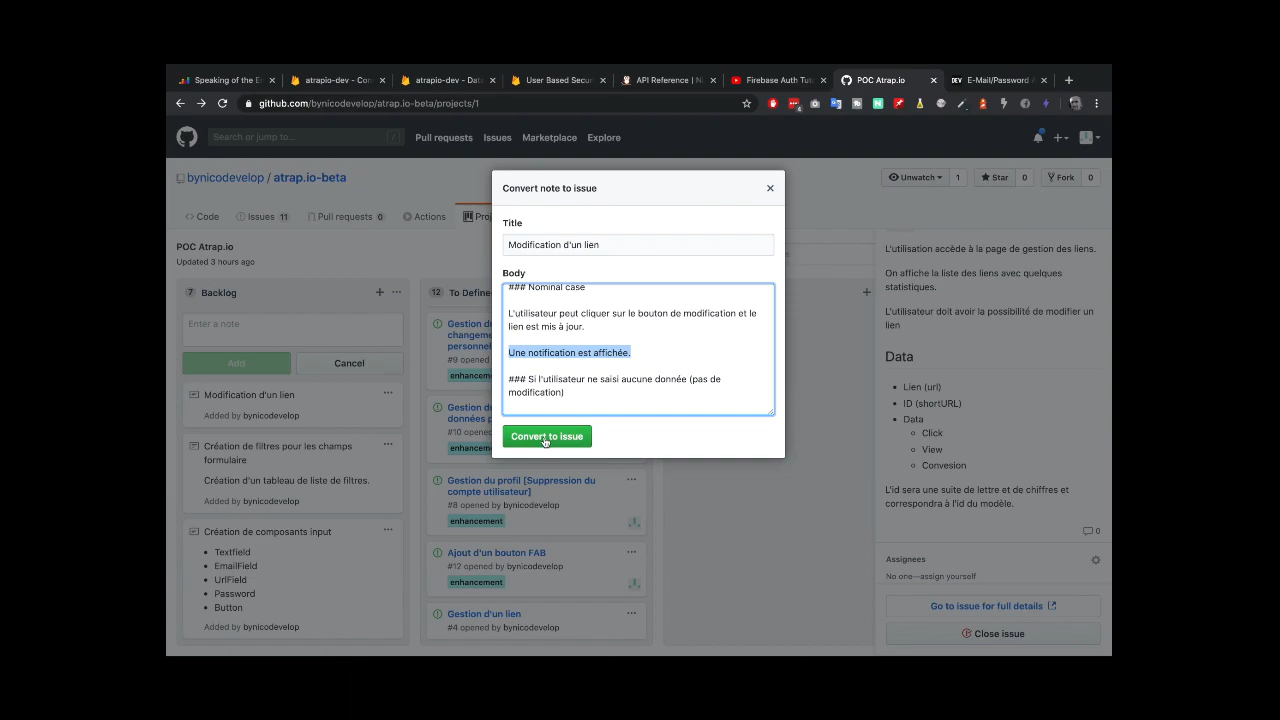 Speaking of the E
atrapio-dev - Con
atrapio-dev - Dat
User Based Secur
API Reference | N
Firebase Auth Tut
POC Atrap.io
DEV
E-Mail/Password
github.com/bynicodevelop/atrap.io-beta/projects/1
Search or jump to...
/
Pull requests
Issues
Marketplace
Explore
bynicodevelop / atrap.io-beta
Unwatch
1
Star
0
Fork
0
Code
Issues 11
Pull requests 0
Actions
Proj
POC Atrap.io
Updated 3 hours ago
7 Backlog
Enter a note
Add
Cancel
Modification d'un lien
Added by bynicodevelop
Création de filtres pour les champs
formulaire
Création d'un tableau de liste de filtres.
Added by bynicodevelop
Création de composants input
Textfield
EmailField
UrlField
Password
Button
Added by bynicodevelop
12 To Define
Gestion d
changeme
personnel
#9 opened
enhancement
Gestion d
données p
#10 opened
enhancement
Gestion du profil [Suppression du
compte utilisateur]
#8 opened by bynicodevelop
enhancement
Ajout d'un bouton FAB
#12 opened by bynicodevelop
enhancement
Gestion d'un lien
#4 opened by bynicodevelop
Convert note to issue
Title
Modification d'un lien
Body
### Nominal case
L'utilisateur peut cliquer sur le bouton de modification et le
lien est mis à jour.
Une notification est affichée.
### Si l'utilisateur ne saisi aucune donnée (pas de
modification)
Convert to issue
L'utilisation accède à la page de gestion des liens.
On affiche la liste des liens avec quelques
statistiques.
L'utilisateur doit avoir la possibilité de modifier un
lien
Data
Lien (url)
ID (shortURL)
Data
Click
View
Convesion
L'id sera une suite de lettre et de chiffres et
correspondra à l'id du modèle.
0
Assignees
No one—assign yourself
Go to issue for full details
Close issue